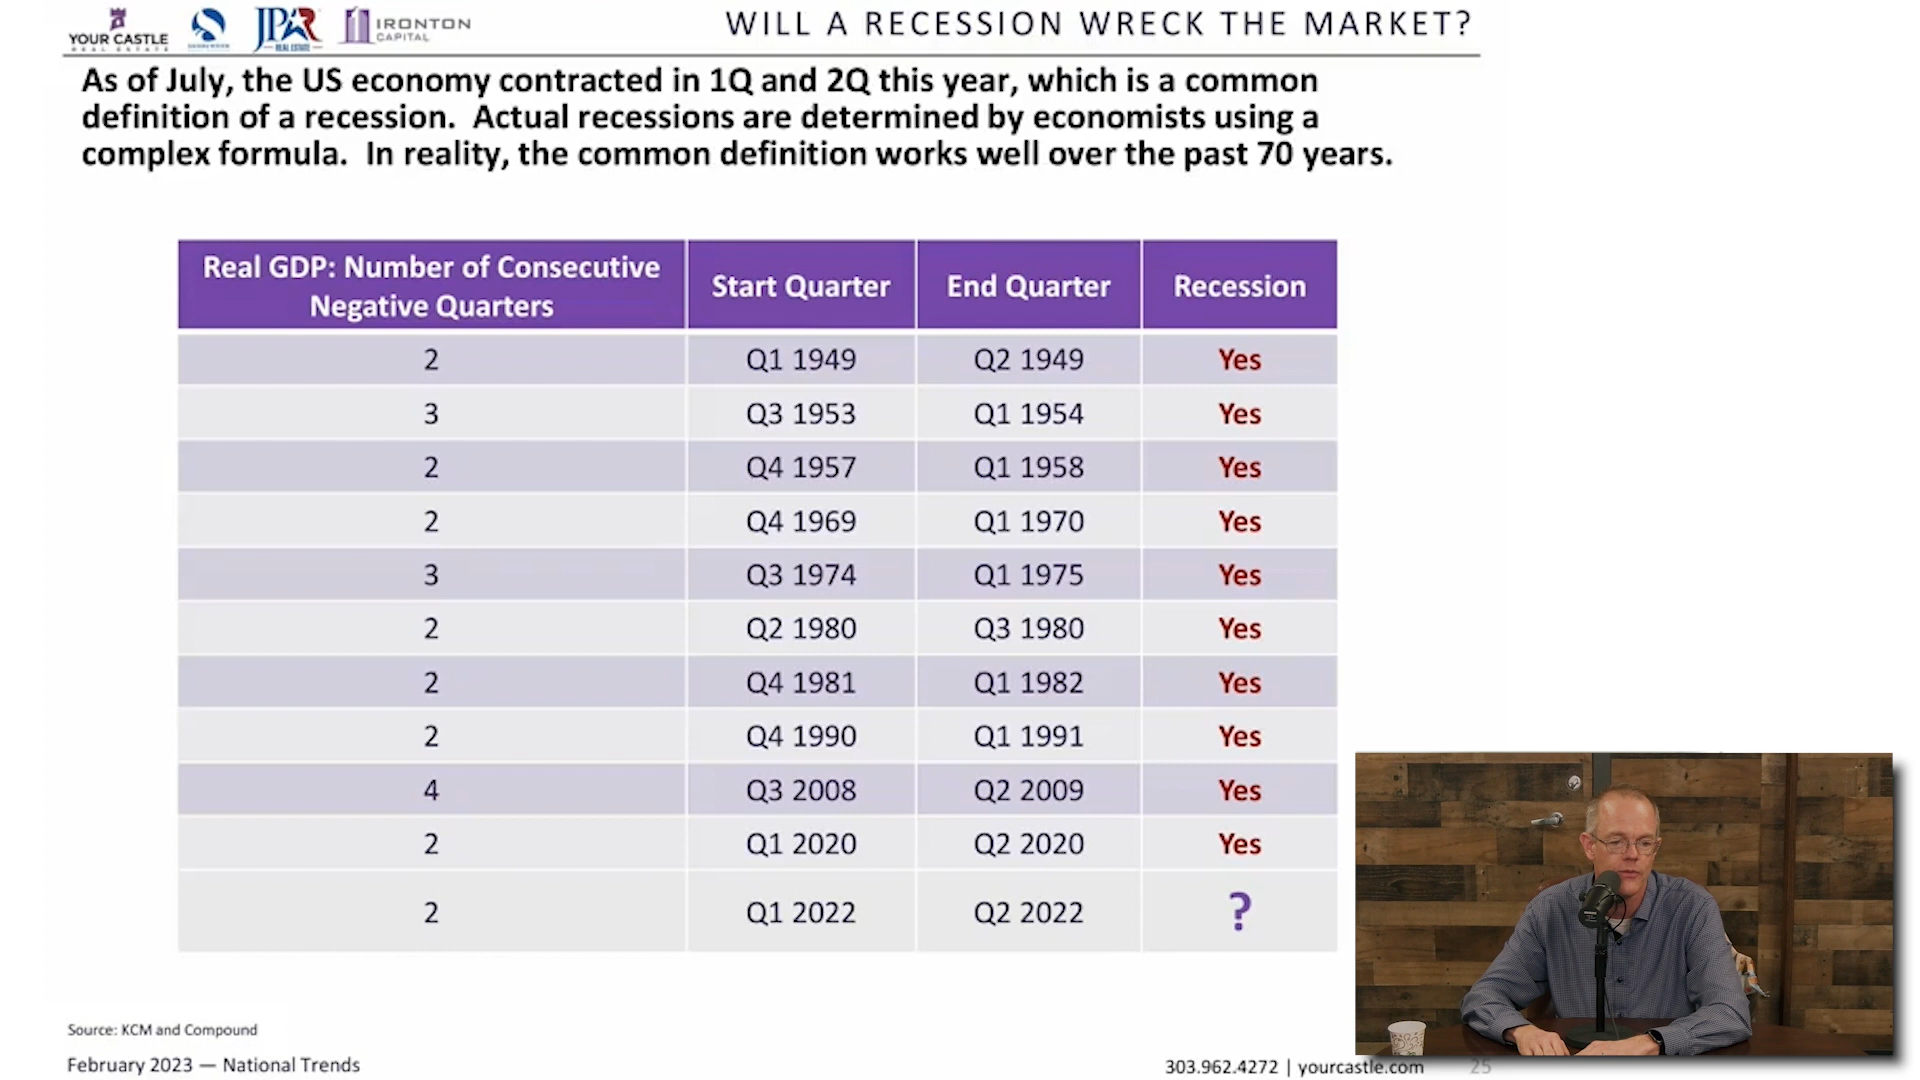 YOUR CASTLE
REAL ESTATE
JPAR
REAL ESTATE
IRONTON
CAPITAL
WILL A RECESSION WRECK THE MARKET?
As of July, the US economy contracted in 1Q and 2Q this year, which is a common
definition of a recession.  Actual recessions are determined by economists using a
complex formula.  In reality, the common definition works well over the past 70 years.
Real GDP: Number of Consecutive
Negative Quarters
Start Quarter
End Quarter
Recession
2 Q1 1949 Q2 1949 Yes
3 Q3 1953 Q1 1954 Yes
2 Q4 1957 Q1 1958 Yes
2 Q4 1969 Q1 1970 Yes
3 Q3 1974 Q1 1975 Yes
2 Q2 1980 Q3 1980 Yes
2 Q4 1981 Q1 1982 Yes
2 Q4 1990 Q1 1991 Yes
4 Q3 2008 Q2 2009 Yes
2 Q1 2020 Q2 2020 Yes
2 Q1 2022 Q2 2022 ?
Source: KCM and Compound
February 2023 — National Trends
303.962.4272 | yourcastle.com
25